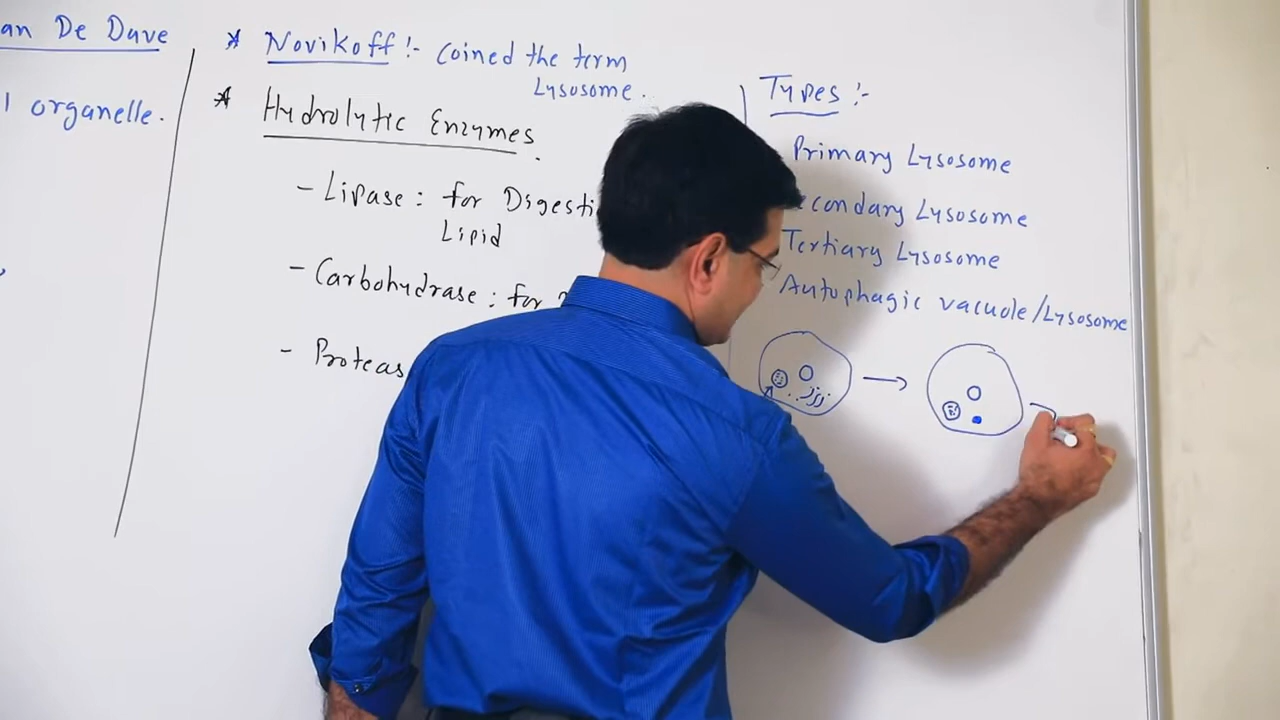 an De Duve
l organelle.
* Novikoff :- Coined the term
Lysosome.
* Hydrolytic Enzymes.
- Lipase : for Digesti
Lipid
- Carbohydrase : for
- Proteas
Types :-
Primary Lysosome
condary Lysosome
Tertiary Lysosome
Autophagic vacuole/Lysosome